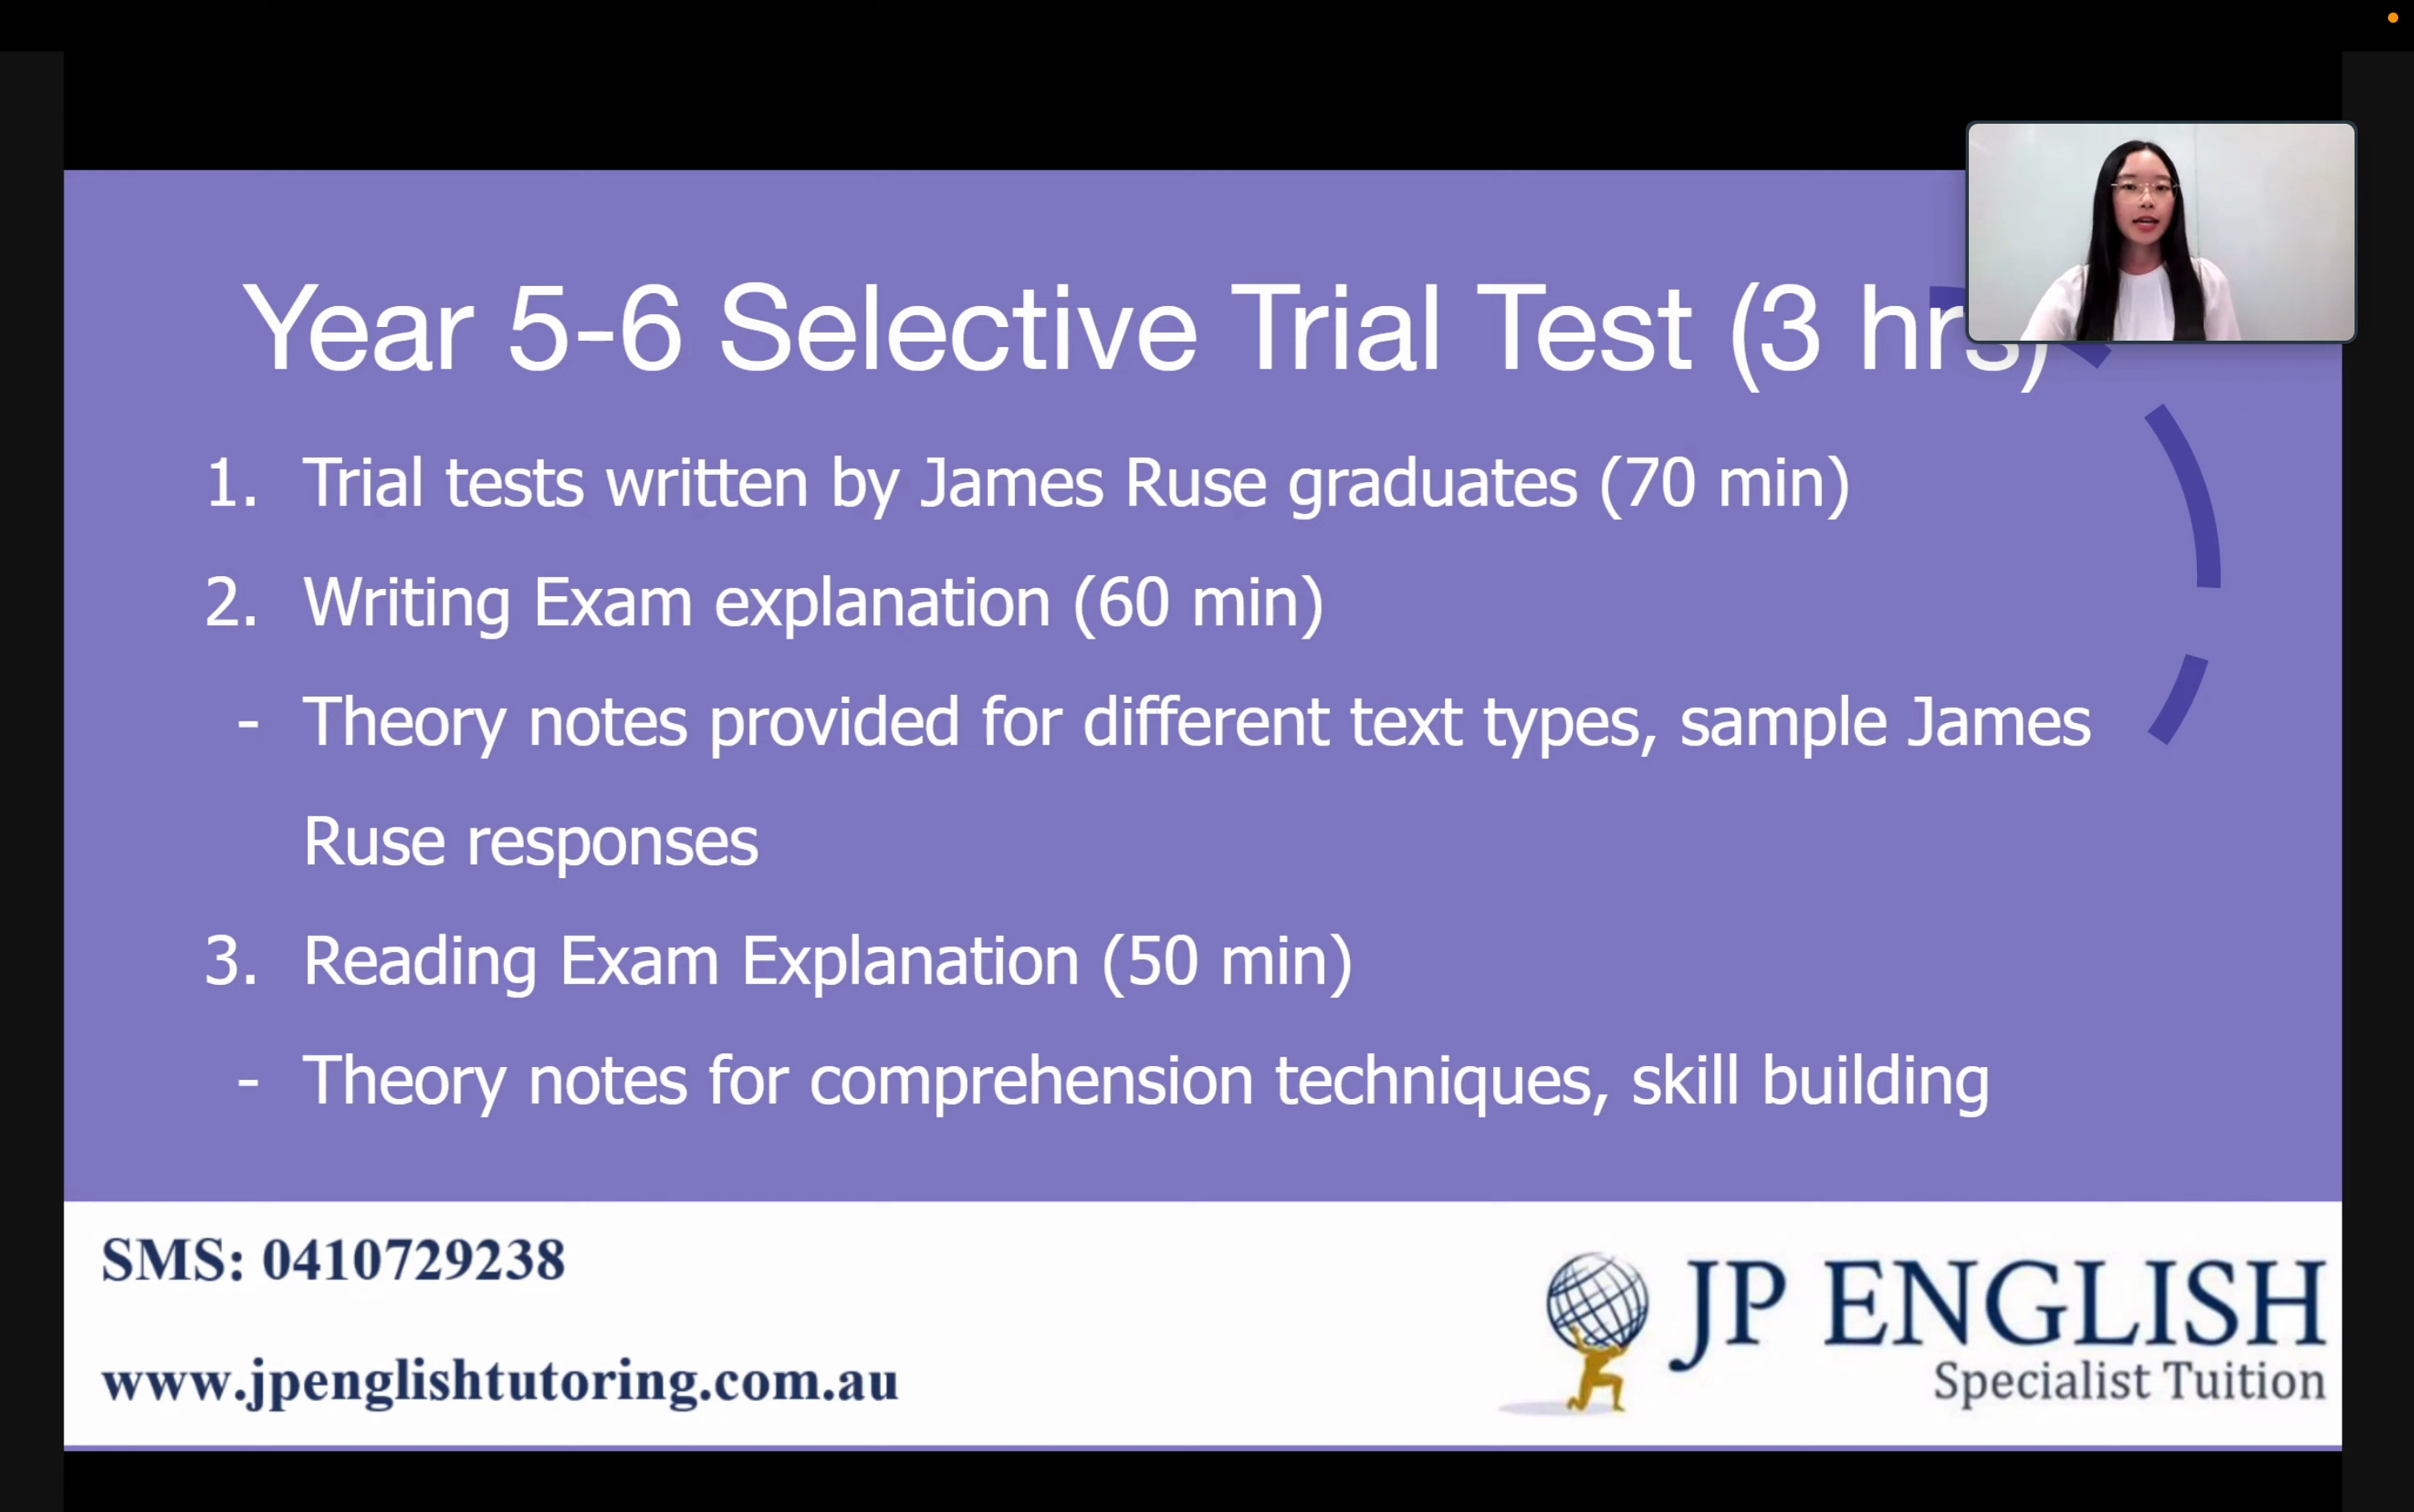 Year 5-6 Selective Trial Test (3 hrs)
1. Trial tests written by James Ruse graduates (70 min)
2. Writing Exam explanation (60 min)
- Theory notes provided for different text types, sample James
Ruse responses
3. Reading Exam Explanation (50 min)
- Theory notes for comprehension techniques, skill building
SMS: 0410729238
www.jpenglishtutoring.com.au
JP ENGLISH
Specialist Tuition